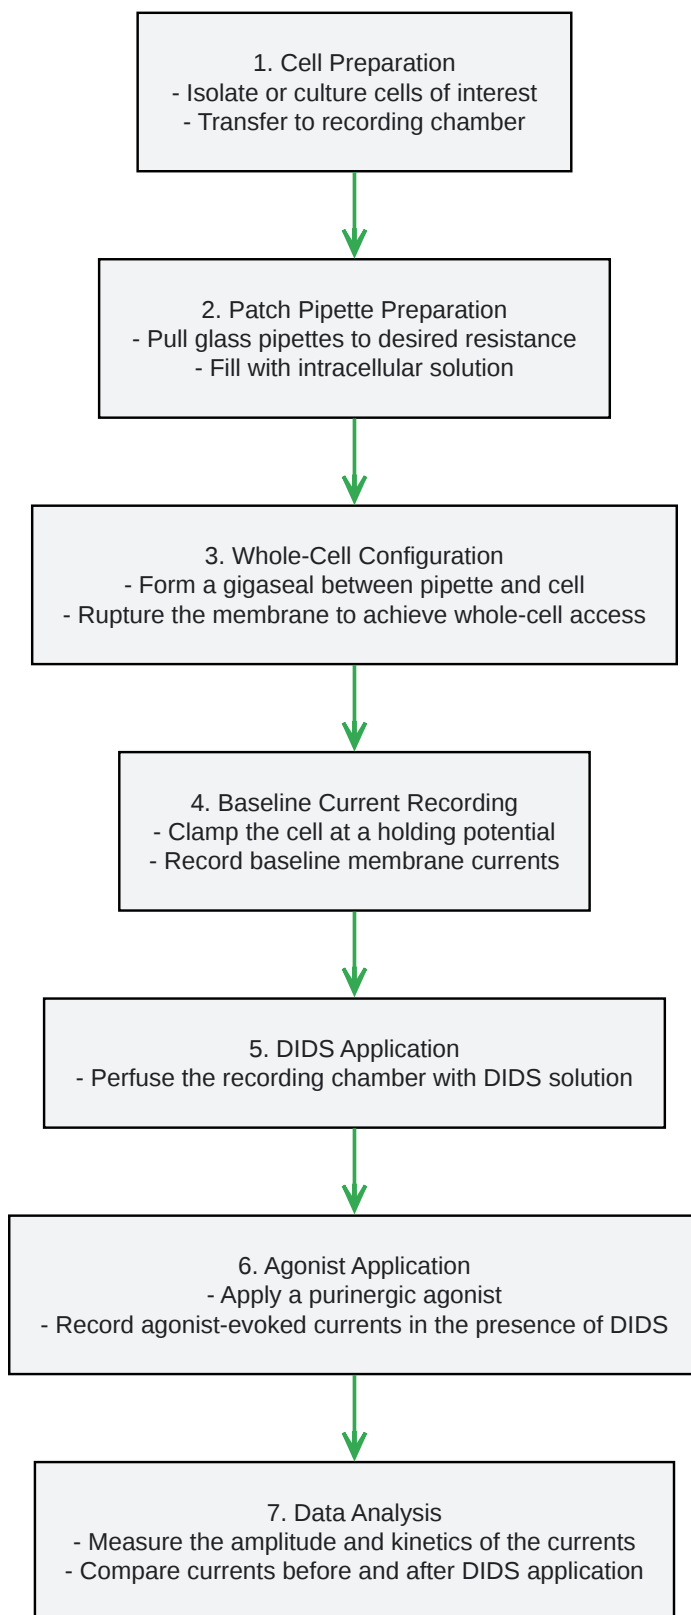 1. Cell Preparation
- Isolate or culture cells of interest
- Transfer to recording chamber
2. Patch Pipette Preparation
- Pull glass pipettes to desired resistance
- Fill with intracellular solution
3. Whole-Cell Configuration
- Form a gigaseal between pipette and cell
- Rupture the membrane to achieve whole-cell access
4. Baseline Current Recording
- Clamp the cell at a holding potential
- Record baseline membrane currents
5. DIDS Application
- Perfuse the recording chamber with DIDS solution
6. Agonist Application
- Apply a purinergic agonist
- Record agonist-evoked currents in the presence of DIDS
7. Data Analysis
- Measure the amplitude and kinetics of the currents
- Compare currents before and after DIDS application